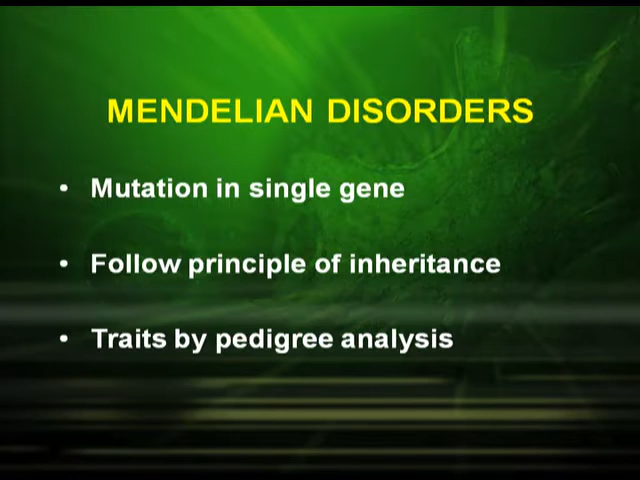 MENDELIAN DISORDERS
• Mutation in single gene
• Follow principle of inheritance
• Traits by pedigree analysis